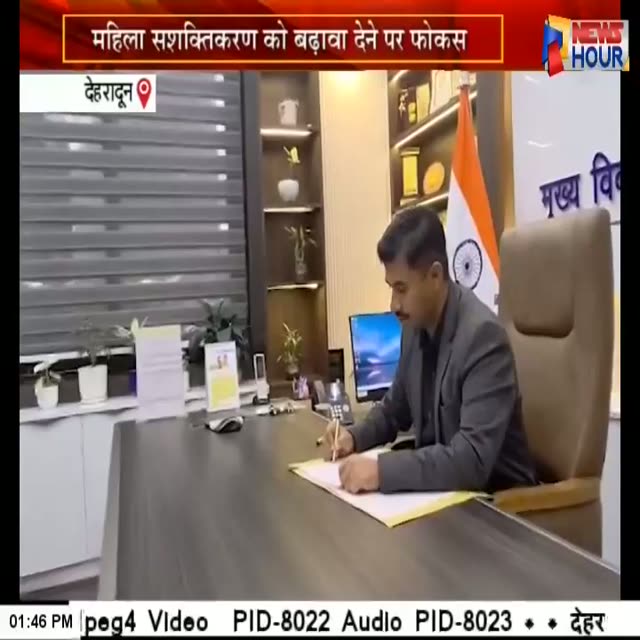 महिला सशक्तिकरण को बढ़ावा देने पर फोकस
NEWS
HOUR
देहरादून
मुख्य वि
01:46 PM peg4 Video PID-8022 Audio PID-8023 • • देहर